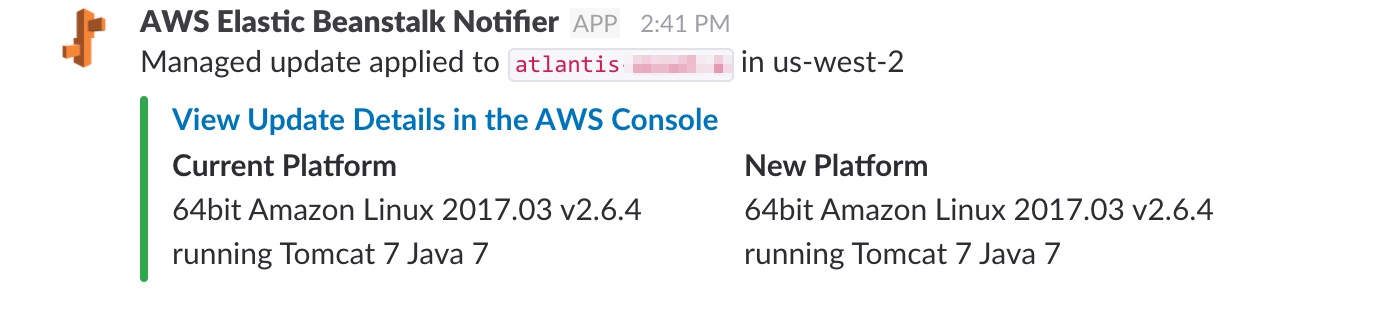 AWS Elastic Beanstalk Notifier APP 2:41 PM
Managed update applied to atlantis in us-west-2
View Update Details in the AWS Console
Current Platform New Platform
64bit Amazon Linux 2017.03 v2.6.4 64bit Amazon Linux 2017.03 v2.6.4
running Tomcat 7 Java 7 running Tomcat 7 Java 7